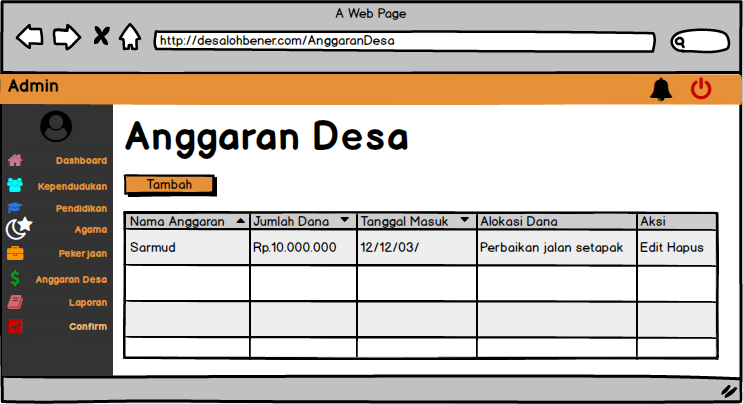 A Web Page
http://desalohbener.com/AnggaranDesa
Admin
Anggaran Desa
Dashboard
Kependudukan
Pendidikan
Agama
Pekerjaan
Anggaran Desa
Laporan
Confirm
Tambah
Nama Anggaran Jumlah Dana Tanggal Masuk Alokasi Dana Aksi
Sarmud Rp.10.000.000 12/12/03/ Perbaikan jalan setapak Edit Hapus